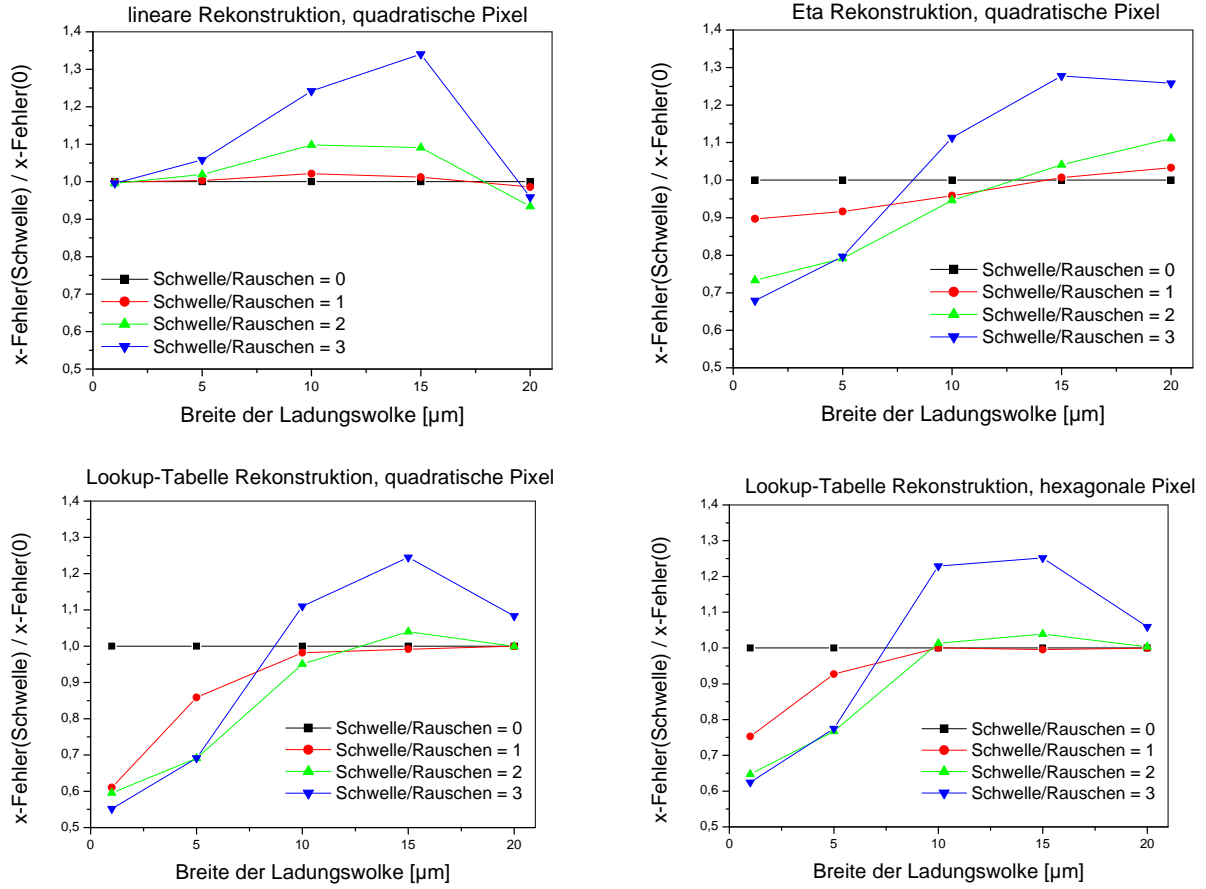 lineare Rekonstruktion, quadratische Pixel
1,4
1,3
1,2
1,1
1,0
0,9
0,8
0,7
0,6
0,5
x-Fehler(Schwelle) / x-Fehler(0)
Schwelle/Rauschen = 0
Schwelle/Rauschen = 1
Schwelle/Rauschen = 2
Schwelle/Rauschen = 3
0 5 10 15 20
Breite der Ladungswolke [µm]
Eta Rekonstruktion, quadratische Pixel
1,4
1,3
1,2
1,1
1,0
0,9
0,8
0,7
0,6
0,5
x-Fehler(Schwelle) / x-Fehler(0)
Schwelle/Rauschen = 0
Schwelle/Rauschen = 1
Schwelle/Rauschen = 2
Schwelle/Rauschen = 3
0 5 10 15 20
Breite der Ladungswolke [µm]
Lookup-Tabelle Rekonstruktion, quadratische Pixel
1,4
1,3
1,2
1,1
1,0
0,9
0,8
0,7
0,6
0,5
x-Fehler(Schwelle) / x-Fehler(0)
Schwelle/Rauschen = 0
Schwelle/Rauschen = 1
Schwelle/Rauschen = 2
Schwelle/Rauschen = 3
0 5 10 15 20
Breite der Ladungswolke [µm]
Lookup-Tabelle Rekonstruktion, hexagonale Pixel
1,4
1,3
1,2
1,1
1,0
0,9
0,8
0,7
0,6
0,5
x-Fehler(Schwelle) / x-Fehler(0)
Schwelle/Rauschen = 0
Schwelle/Rauschen = 1
Schwelle/Rauschen = 2
Schwelle/Rauschen = 3
0 5 10 15 20
Breite der Ladungswolke [µm]